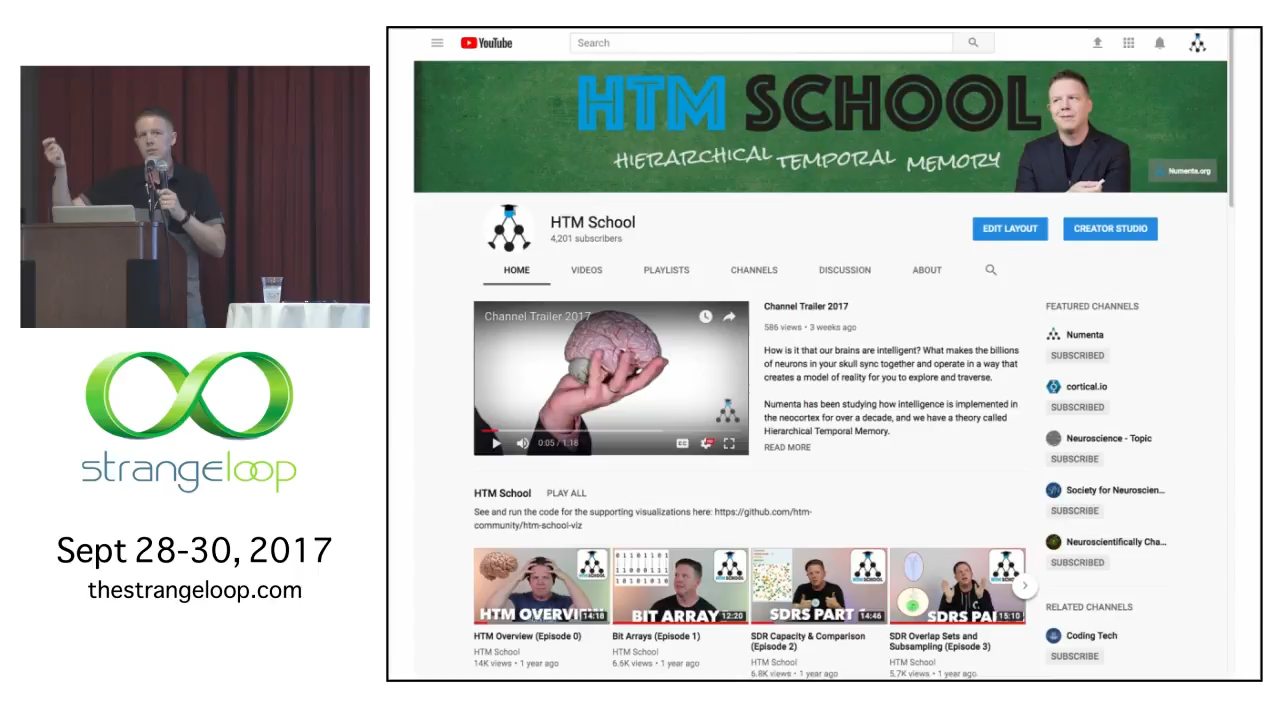 strangeloop
Sept 28-30, 2017
thestrangeloop.com
YouTube
Search
HTM SCHOOL
HIERARCHICAL TEMPORAL MEMORY
Numenta.org
HTM School
4,201 subscribers
EDIT LAYOUT
CREATOR STUDIO
HOME
VIDEOS
PLAYLISTS
CHANNELS
DISCUSSION
ABOUT
Channel Trailer 2017
0:05 / 1:18
Channel Trailer 2017
586 views • 3 weeks ago
How is it that our brains are intelligent? What makes the billions
of neurons in your skull sync together and operate in a way that
creates a model of reality for you to explore and traverse.
Numenta has been studying how intelligence is implemented in
the neocortex for over a decade, and we have a theory called
Hierarchical Temporal Memory.
READ MORE
FEATURED CHANNELS
Numenta
SUBSCRIBED
cortical.io
SUBSCRIBED
Neuroscience - Topic
SUBSCRIBE
Society for Neuroscien...
SUBSCRIBE
Neuroscientifically Cha...
SUBSCRIBED
RELATED CHANNELS
Coding Tech
SUBSCRIBE
HTM School PLAY ALL
See and run the code for the supporting visualizations here: https://github.com/htm-
community/htm-school-viz
HTM OVERVIEW
14:18
HTM Overview (Episode 0)
HTM School
14K views • 1 year ago
BIT ARRAY
12:20
Bit Arrays (Episode 1)
HTM School
6.6K views • 1 year ago
SDRS PART
14:46
SDR Capacity & Comparison
(Episode 2)
HTM School
6.8K views • 1 year ago
SDRS PA
15:10
SDR Overlap Sets and
Subsampling (Episode 3)
HTM School
5.7K views • 1 year ago